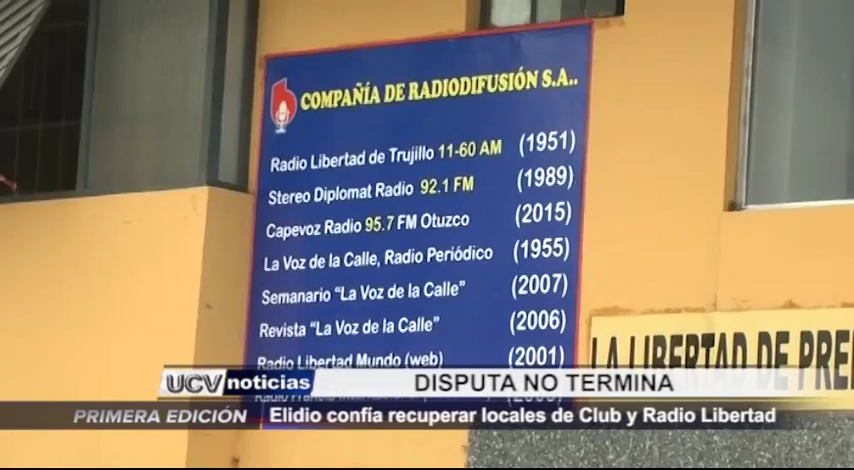 COMPAÑÍA DE RADIODIFUSIÓN S.A..
Radio Libertad de Trujillo 11-60 AM (1951)
Stereo Diplomat Radio 92.1 FM (1989)
Capevoz Radio 95.7 FM Otuzco (2015)
La Voz de la Calle, Radio Periódico (1955)
Semanario "La Voz de la Calle" (2007)
Revista "La Voz de la Calle" (2006)
Radio Libertad Mundo (web) (2001)
LA LIBERTAD DE PRE
UCV noticias DISPUTA NO TERMINA
PRIMERA EDICIÓN Elidio confía recuperar locales de Club y Radio Libertad